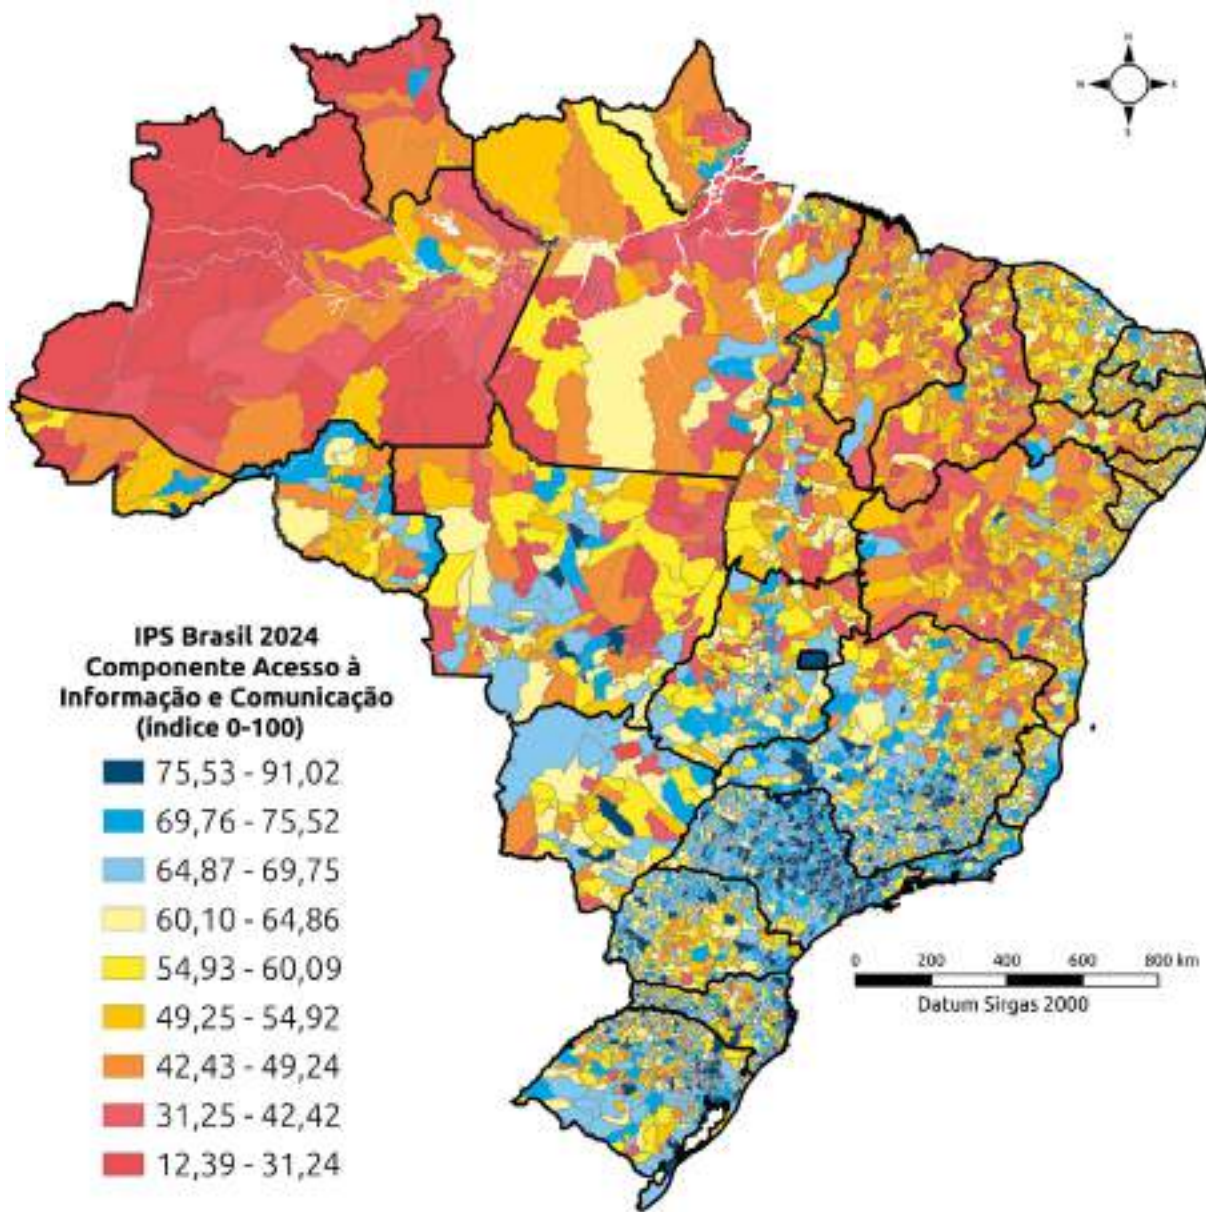 N
E
S
IPS Brasil 2024
Componente Acesso à
Informação e Comunicação
(índice 0-100)
75,53 - 91,02
69,76 - 75,52
64,87 - 69,75
60,10 - 64,86
54,93 - 60,09
49,25 - 54,92
42,43 - 49,24
31,25 - 42,42
12,39 - 31,24
0 200 400 600 800 km
Datum Sirgas 2000